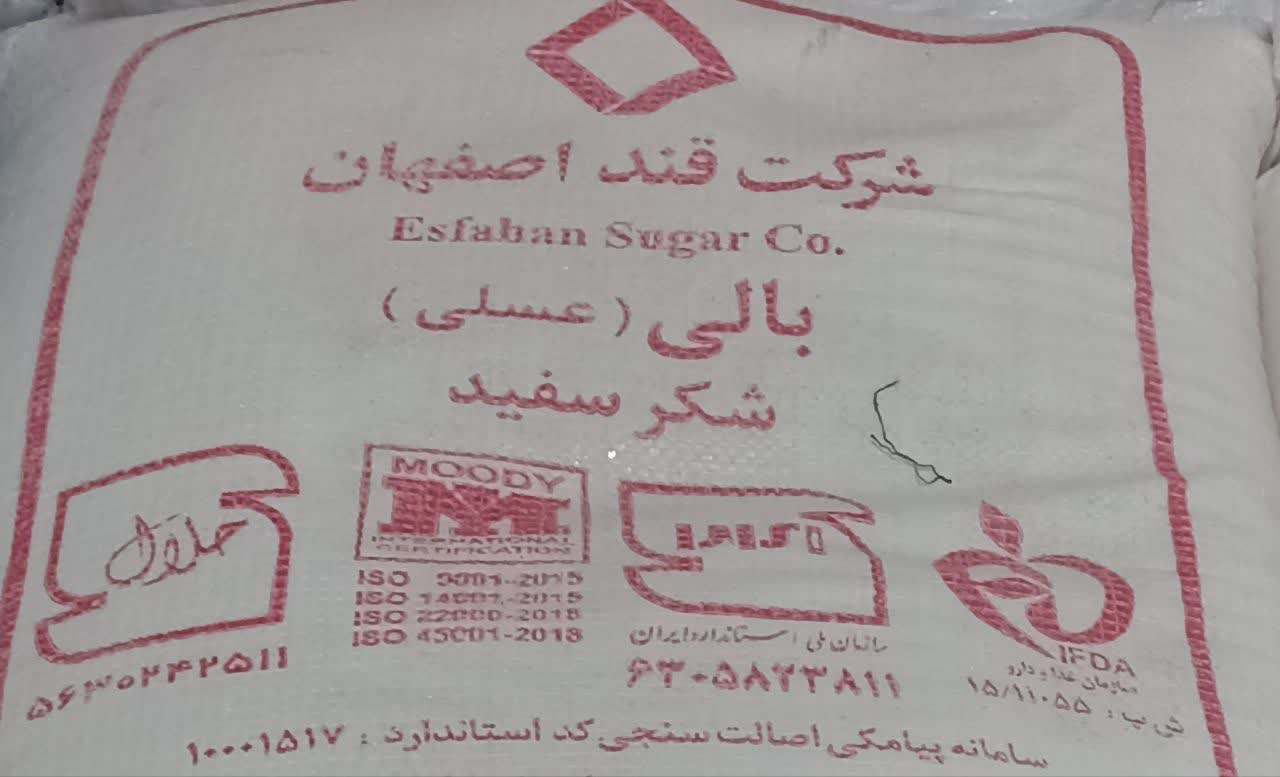 شرکت قند اصفهان
Esfahan Sugar Co.
بالی (عسلی)
شکر سفید
حلال
۵۶۳۰۲۴۲۵۱۱
MOODY
M
INTERNATIONAL
CERTIFICATION
ISO 9001-2015
ISO 14001-2015
ISO 22000-2018
ISO 45001-2018
سازمان ملی استاندارد ایران
۶۳۰۵۸۲۳۸۱۱
IFDA
سازمان غذا و دارو
ش ب : ۱۵/۱۱۰۵۵
سامانه پیامکی اصالت سنجی کد استاندارد : ۱۰۰۰۱۵۱۷